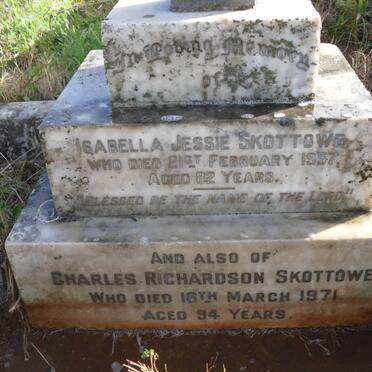 In Loving Memory
of
ISABELLA JESSIE SKOTTOWE
WHO DIED 21ST FEBRUARY 1957.
AGED 82 YEARS.
"BLESSED BE THE NAME OF THE LORD"
AND ALSO OF
CHARLES RICHARDSON SKOTTOWE
WHO DIED 16TH MARCH 1971
AGED 94 YEARS.